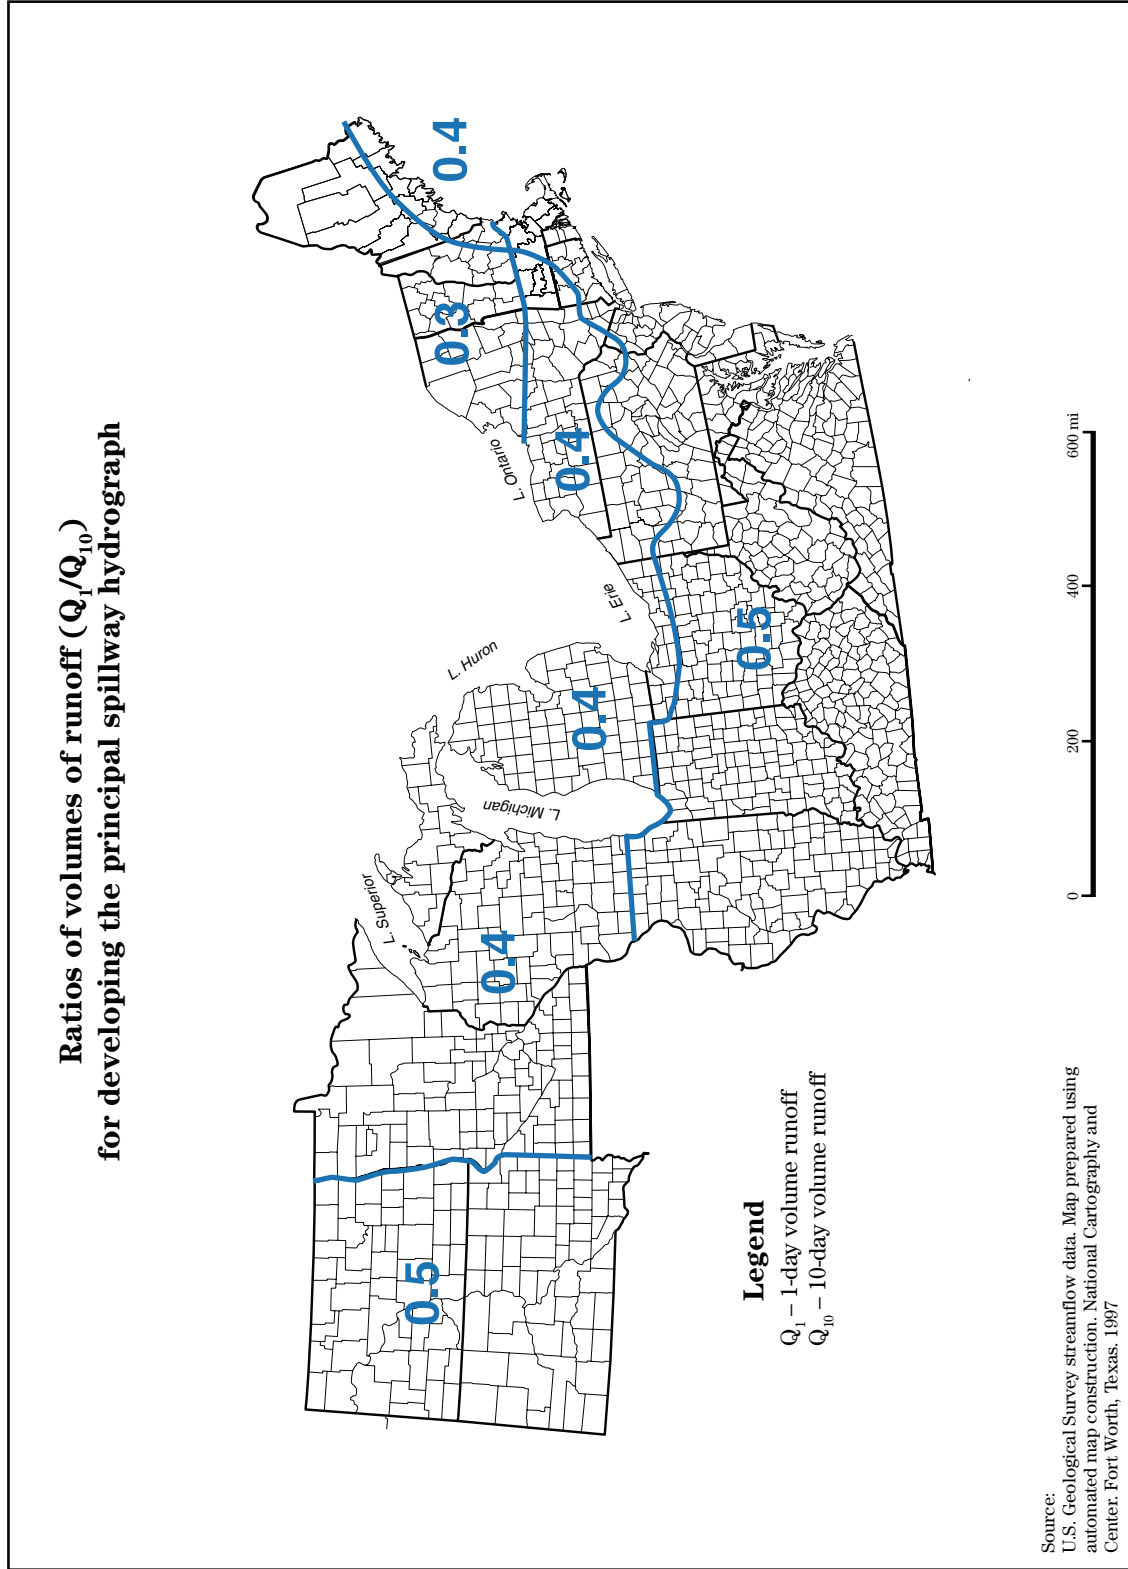 Ratios of volumes of runoff (Q1/Q10)
for developing the principal spillway hydrograph
0.5
0.4
0.4
0.4
0.3
0.4
0.5
L. Superior
L. Michigan
L. Huron
L. Erie
L. Ontario
Legend
Q1 – 1-day volume runoff
Q10 – 10-day volume runoff
0 200 400 600 mi
Source:
U.S. Geological Survey streamflow data. Map prepared using
automated map construction. National Cartography and
Center. Fort Worth, Texas. 1997